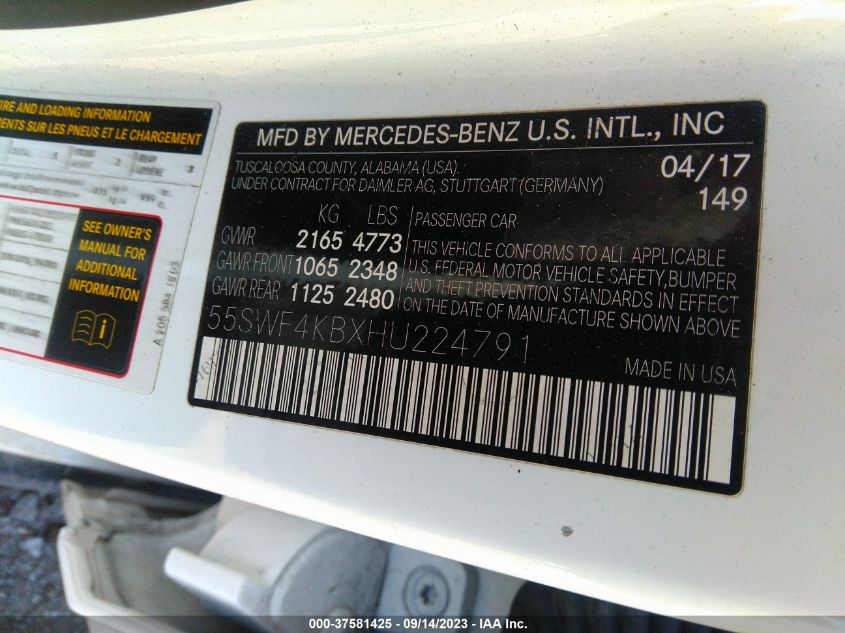 IRE AND LOADING INFORMATION
MENTS SUR LES PNEUS ET LE CHARGEMENT
3 2 3
SEE OWNER'S
MANUAL FOR
ADDITIONAL
INFORMATION
MFD BY MERCEDES-BENZ U.S. INTL., INC
TUSCALOOSA COUNTY, ALABAMA (USA).
UNDER CONTRACT FOR DAIMLER AG, STUTTGART (GERMANY)
04/17
149
KG LBS
GVWR 2165 4773
GAWR FRONT 1065 2348
GAWR REAR 1125 2480
PASSENGER CAR
THIS VEHICLE CONFORMS TO ALL APPLICABLE
U.S. FEDERAL MOTOR VEHICLE SAFETY,BUMPER
AND THEFT PREVENTION STANDARDS IN EFFECT
ON THE DATE OF MANUFACTURE SHOWN ABOVE
55SWF4KBXHU224791
MADE IN USA
000-37581425 - 09/14/2023 - IAA Inc.